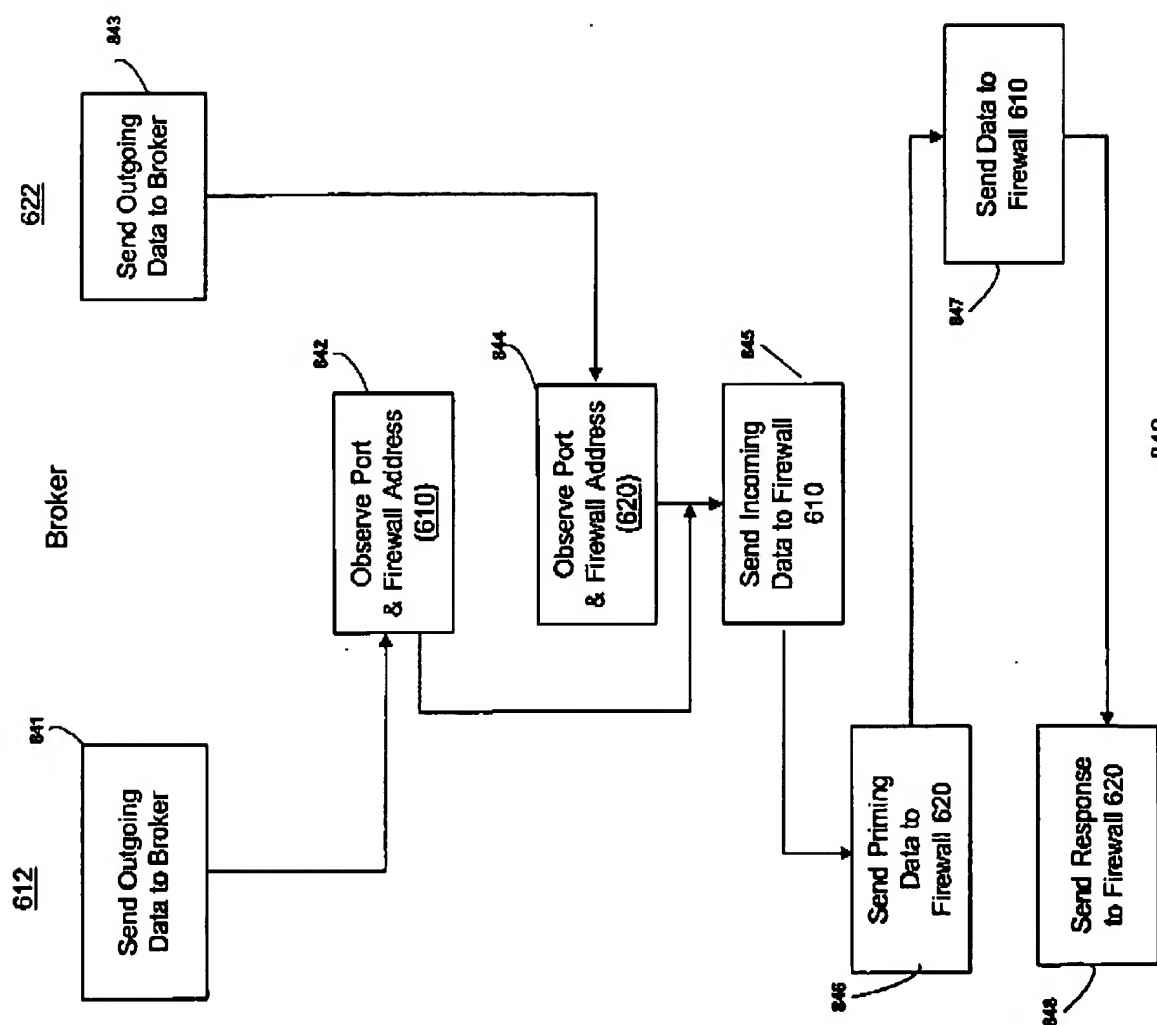 612
Broker
622
841
Send Outgoing
Data to Broker
842
Observe Port
& Firewall Address
(610)
843
Send Outgoing
Data to Broker
844
Observe Port
& Firewall Address
(620)
845
Send Incoming
Data to Firewall
610
846
Send Priming
Data to
Firewall 620
847
Send Data to
Firewall 610
848
Send Response
to Firewall 620